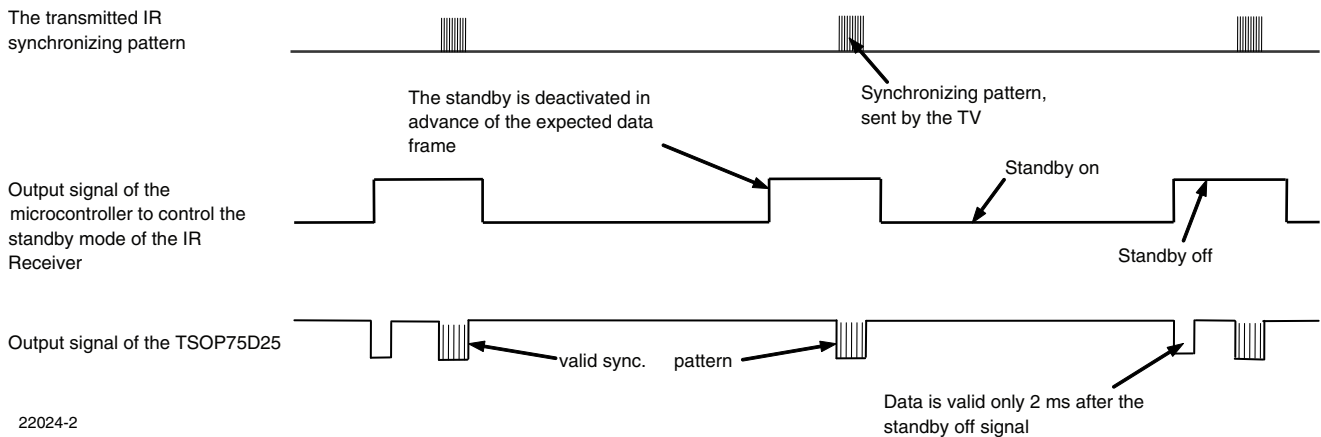 The transmitted IR
synchronizing pattern
The standby is deactivated in
advance of the expected data
frame
Synchronizing pattern,
sent by the TV
Output signal of the
microcontroller to control the
standby mode of the IR
Receiver
Standby on
Standby off
Output signal of the TSOP75D25
valid sync. pattern
Data is valid only 2 ms after the
standby off signal
22024-2